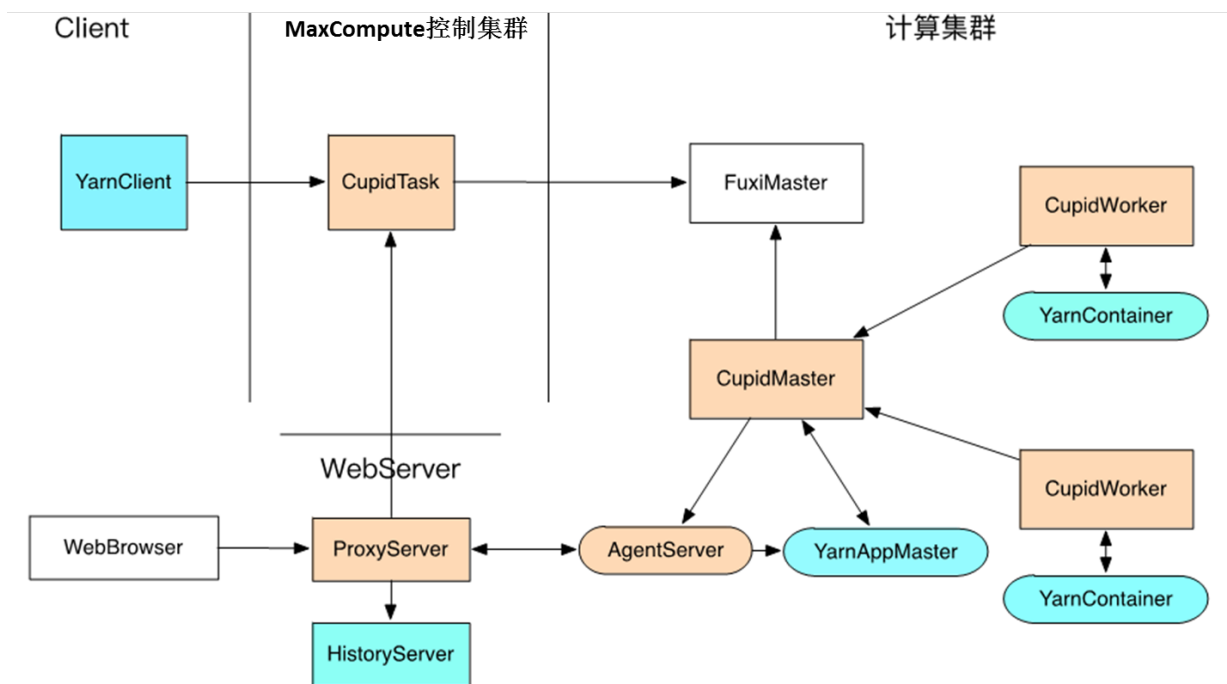 Client
MaxCompute控制集群
计算集群
YarnClient
CupidTask
FuxiMaster
CupidWorker
YarnContainer
CupidMaster
WebServer
CupidWorker
WebBrowser
ProxyServer
AgentServer
YarnAppMaster
YarnContainer
HistoryServer